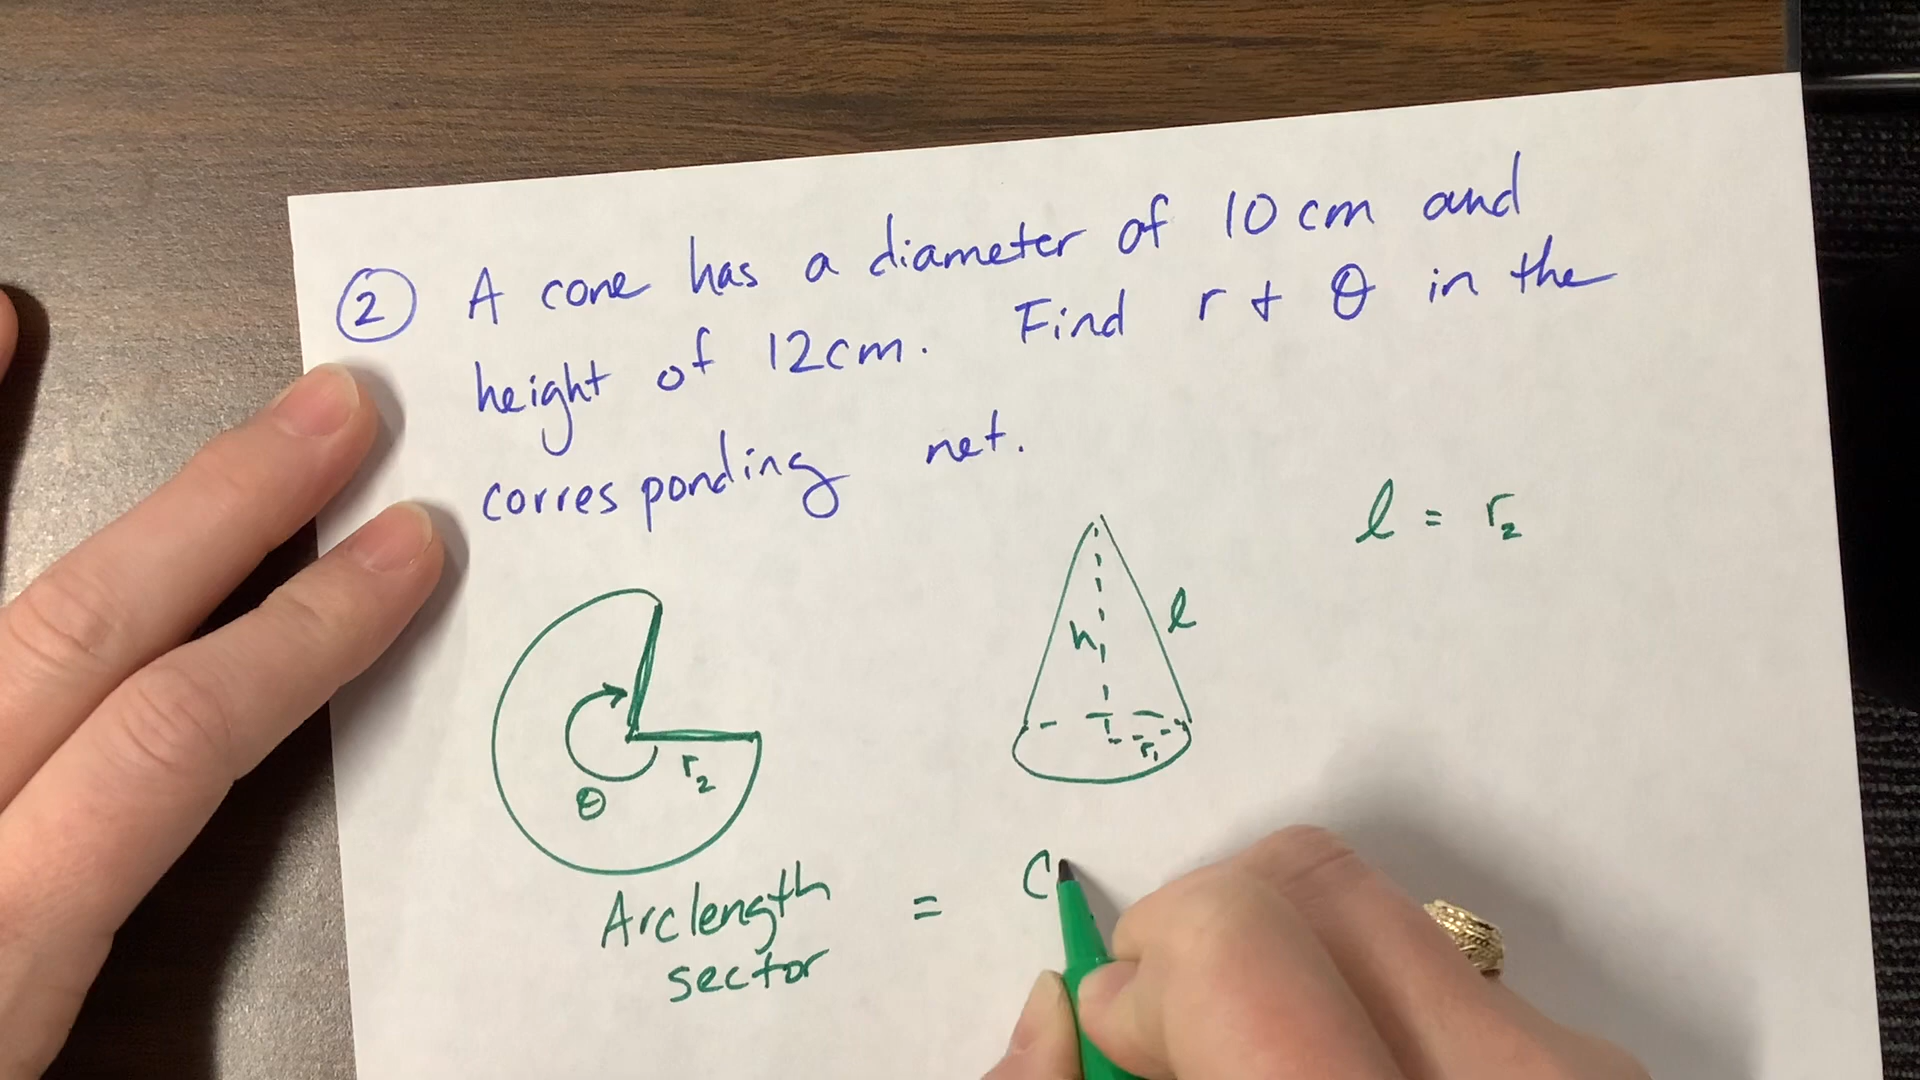 ② A cone has a diameter of 10 cm and
height of 12cm. Find r + θ in the
corresponding net.
l = r₂
h
l
r₁
r₂
θ
Arclength = C
sector